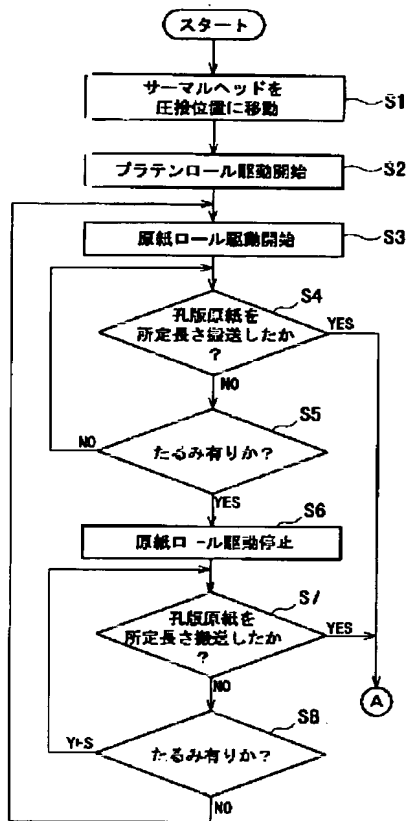 スタート
サーマルヘッドを
圧接位置に移動
S1
プラテンロール駆動開始
S2
原紙ロール駆動開始
S3
S4
孔版原紙を
所定長さ搬送したか
?
YES
NO
S5
たるみ有りか?
NO
YES
S6
原紙ロール駆動停止
S7
孔版原紙を
所定長さ搬送したか
?
YES
NO
A
S8
たるみ有りか?
YES
NO